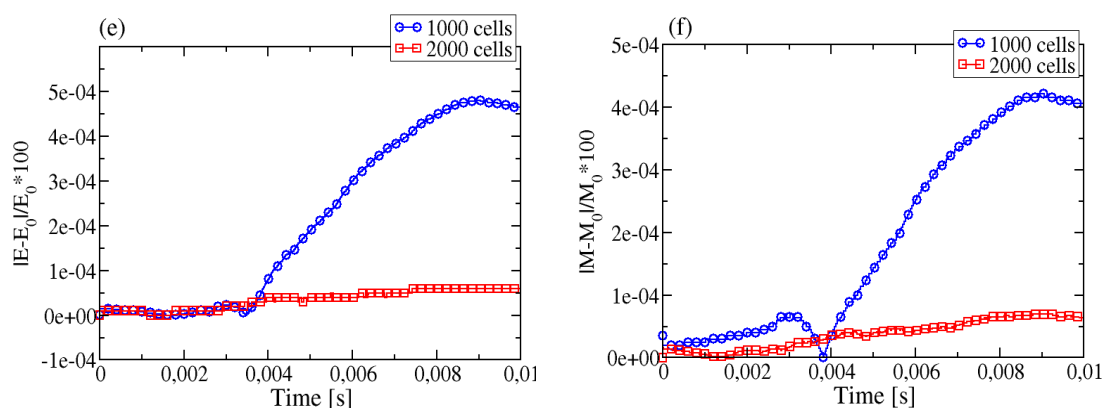 (e)
1000 cells
2000 cells
5e-04
4e-04
3e-04
2e-04
1e-04
0e+00
-1e-04
|E-E0|/E0*100
0
0,002
0,004
0,006
0,008
0,01
Time [s]
(f)
1000 cells
2000 cells
5e-04
4e-04
3e-04
2e-04
1e-04
0e+00
|M-M0|/M0*100
0
0,002
0,004
0,006
0,008
0,01
Time [s]